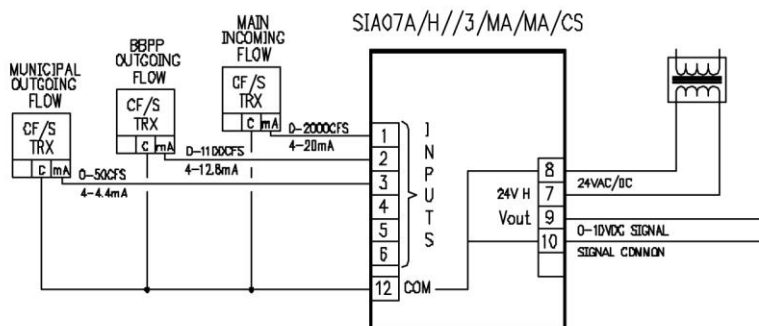 SIA07A/H//3/MA/MA/CS
MAIN
INCOMING
FLOW
CF/S
TRX
C mA
0-2000CFS
4-20mA
BBPP
OUTGOING
FLOW
CF/S
TRX
C mA
0-1100CFS
4-12.8mA
MUNICIPAL
OUTGOING
FLOW
CF/S
TRX
C mA
0-50CFS
4-4.4mA
1
2
3
4
5
6
12 COM
INPUTS
8
24V H 7
Vout 9
10
24VAC/DC
0-10VDC SIGNAL
SIGNAL COMMON